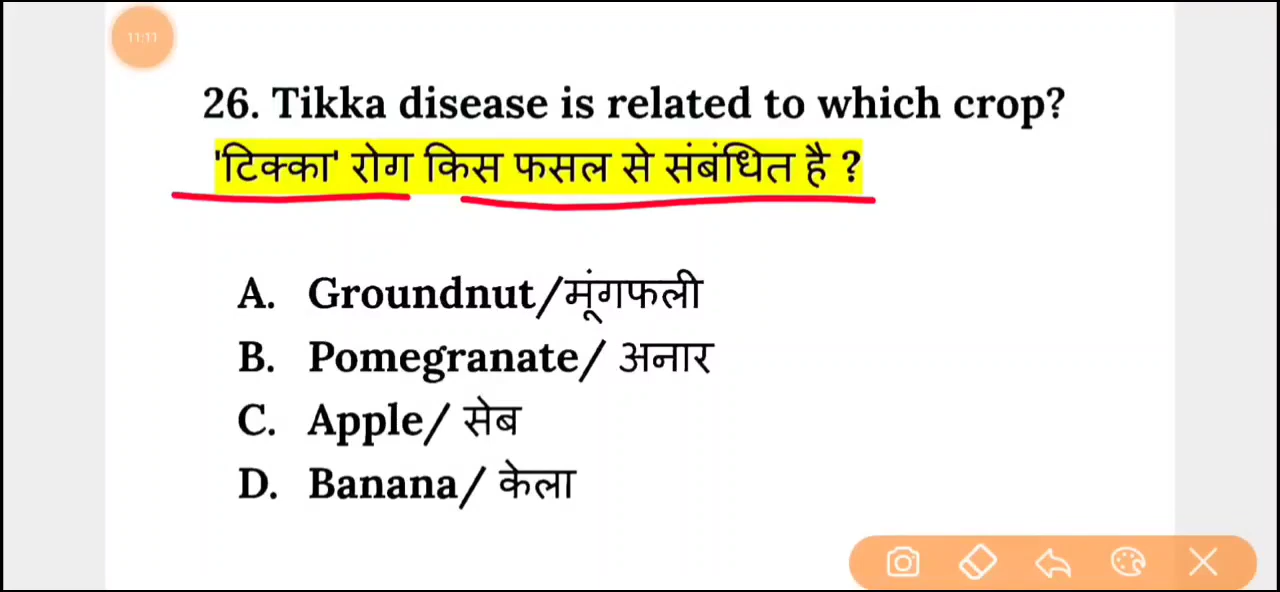 11:11
26. Tikka disease is related to which crop?
'टिक्का' रोग किस फसल से संबंधित है ?
A. Groundnut/मूंगफली
B. Pomegranate/ अनार
C. Apple/ सेब
D. Banana/ केला